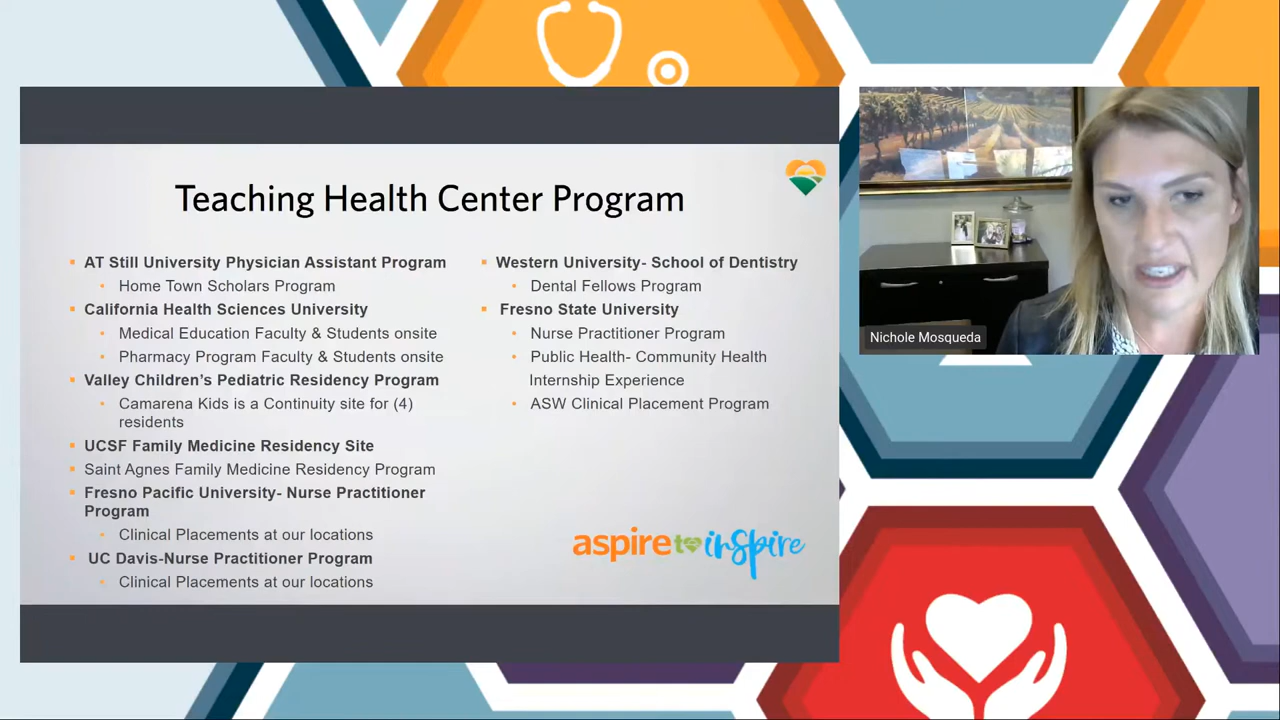 Teaching Health Center Program
AT Still University Physician Assistant Program
Home Town Scholars Program
California Health Sciences University
Medical Education Faculty & Students onsite
Pharmacy Program Faculty & Students onsite
Valley Children's Pediatric Residency Program
Camarena Kids is a Continuity site for (4)
residents
UCSF Family Medicine Residency Site
Saint Agnes Family Medicine Residency Program
Fresno Pacific University- Nurse Practitioner
Program
Clinical Placements at our locations
UC Davis-Nurse Practitioner Program
Clinical Placements at our locations
Western University- School of Dentistry
Dental Fellows Program
Fresno State University
Nurse Practitioner Program
Public Health- Community Health
Internship Experience
ASW Clinical Placement Program
aspire to inspire
Nichole Mosqueda